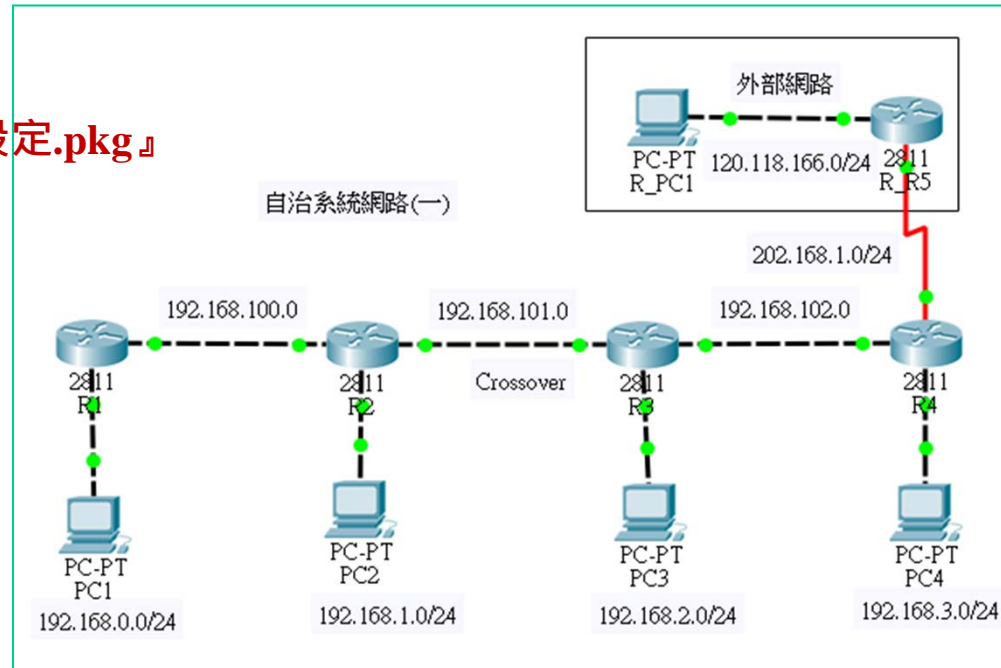 外部網路
PC-PT
R_PC1
120.118.166.0/24
2811
R_R5
定.pkg』
自治系統網路(一)
202.168.1.0/24
192.168.100.0
192.168.101.0
192.168.102.0
2811
R1
2811
R2
Crossover
2811
R3
2811
R4
PC-PT
PC1
PC-PT
PC2
PC-PT
PC3
PC-PT
PC4
192.168.0.0/24
192.168.1.0/24
192.168.2.0/24
192.168.3.0/24